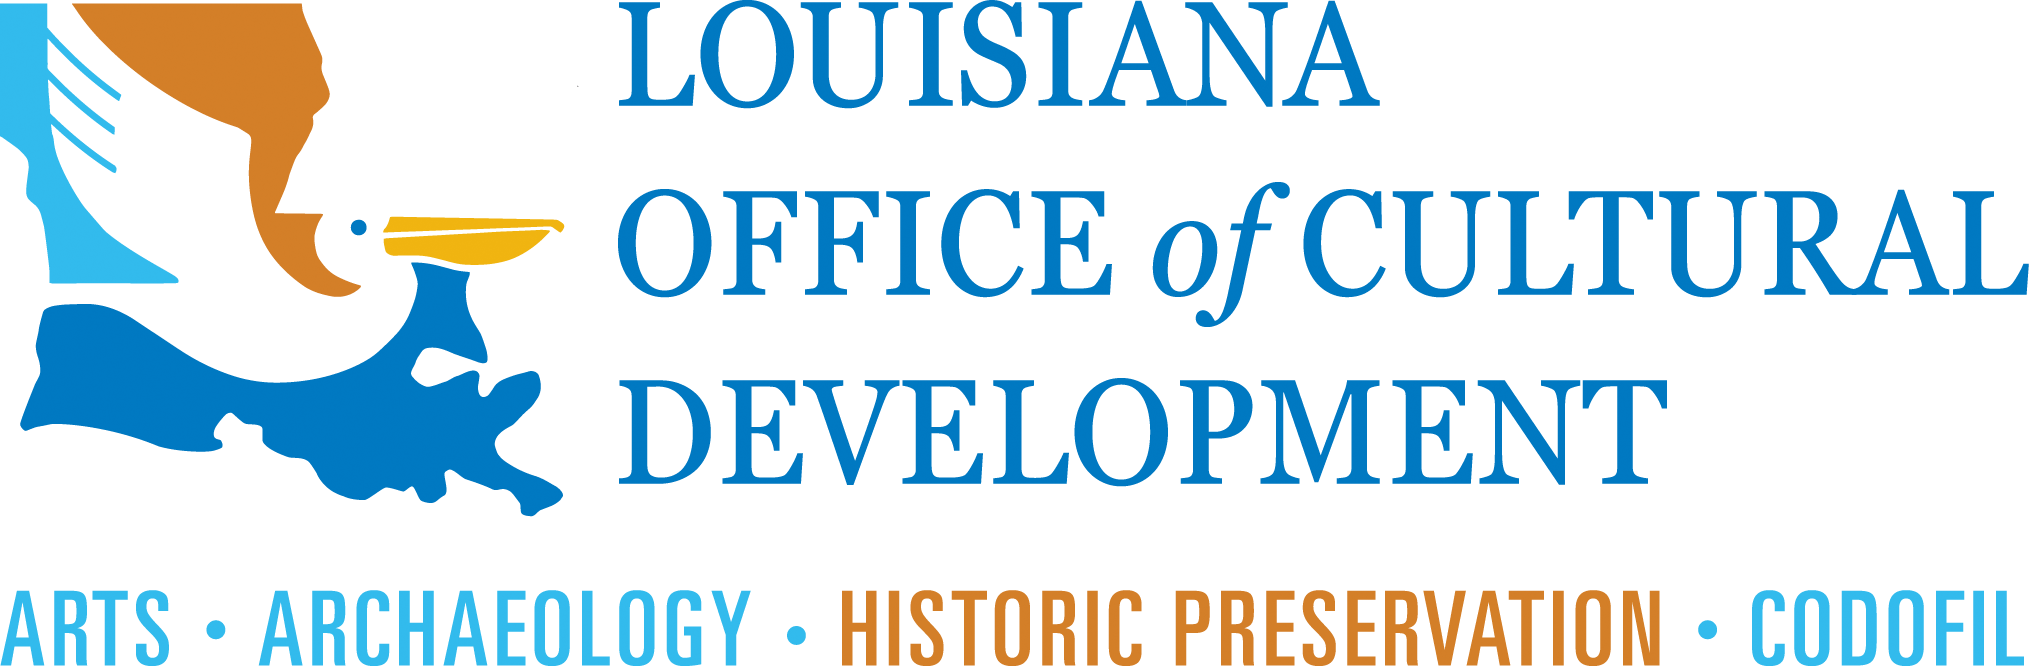 LOUISIANA
OFFICE of CULTURAL
DEVELOPMENT
ARTS • ARCHAEOLOGY • HISTORIC PRESERVATION • CODOFIL